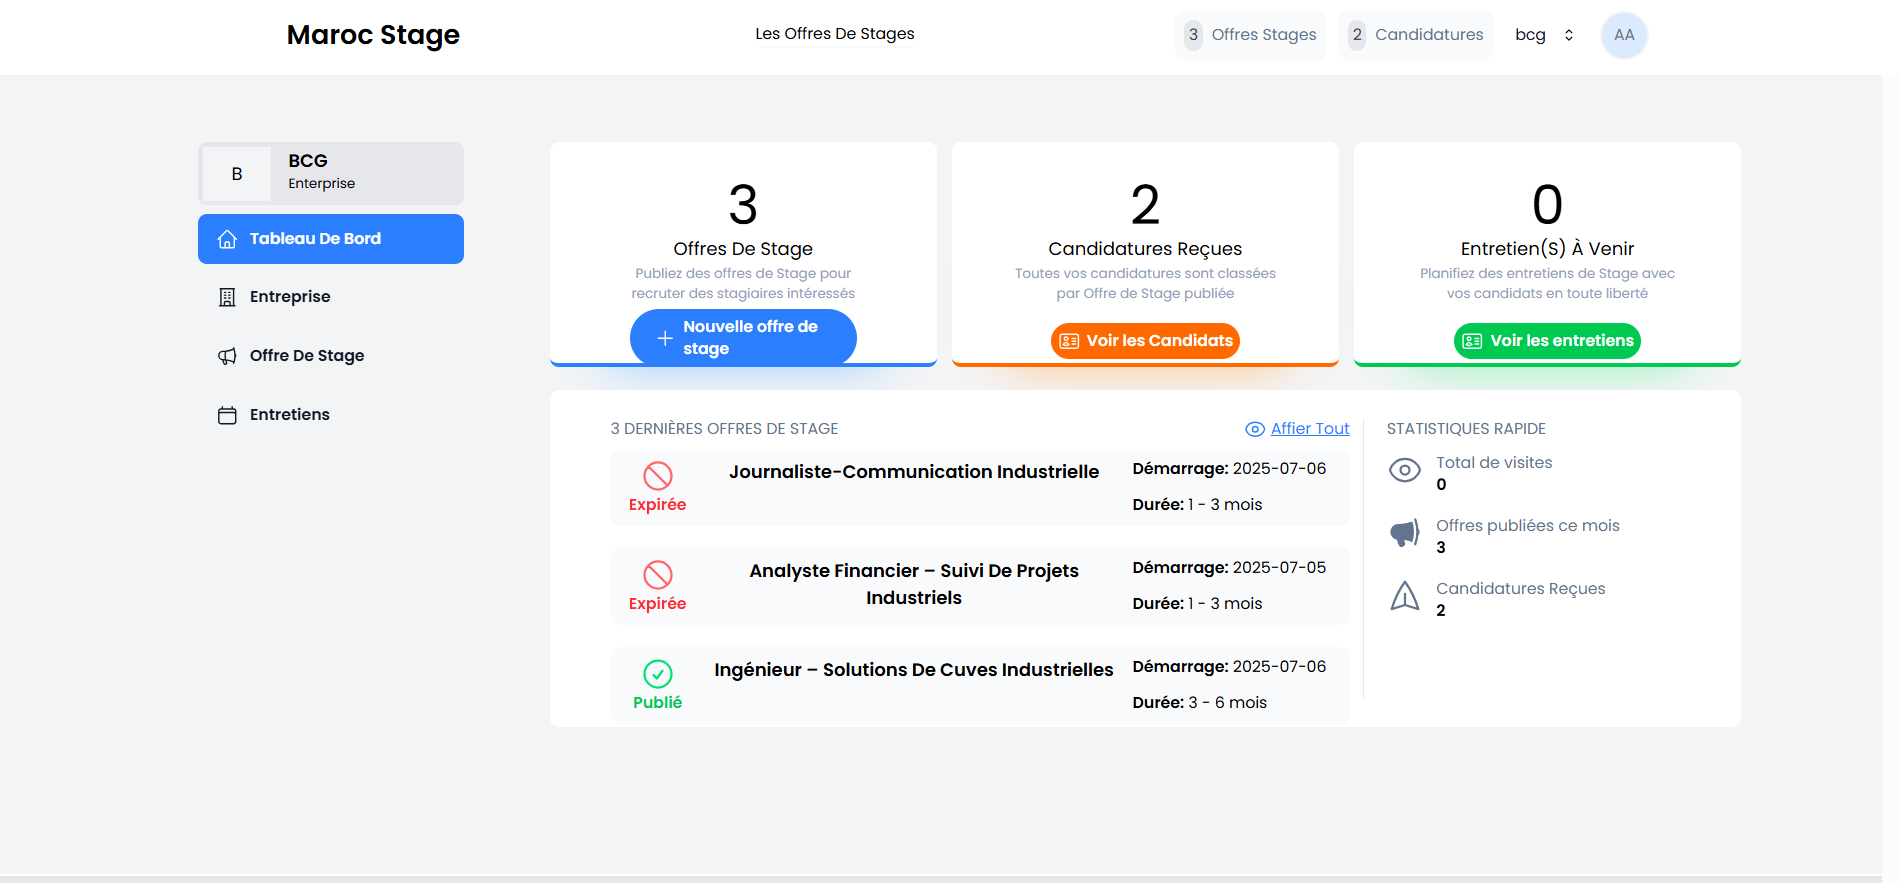 Maroc Stage
Les Offres De Stages
3 Offres Stages
2 Candidatures
bcg
AA
B
BCG
Enterprise
Tableau De Bord
Entreprise
Offre De Stage
Entretiens
3
Offres De Stage
Publiez des offres de Stage pour
recruter des stagiaires intéressés
Nouvelle offre de
stage
2
Candidatures Reçues
Toutes vos candidatures sont classées
par Offre de Stage publiée
Voir les Candidats
0
Entretien(S) À Venir
Planifiez des entretiens de Stage avec
vos candidats en toute liberté
Voir les entretiens
3 DERNIÈRES OFFRES DE STAGE
Affier Tout
Expirée
Journaliste-Communication Industrielle
Démarrage: 2025-07-06
Durée: 1 - 3 mois
Expirée
Analyste Financier – Suivi De Projets
Industriels
Démarrage: 2025-07-05
Durée: 1 - 3 mois
Publié
Ingénieur – Solutions De Cuves Industrielles
Démarrage: 2025-07-06
Durée: 3 - 6 mois
STATISTIQUES RAPIDE
Total de visites
0
Offres publiées ce mois
3
Candidatures Reçues
2